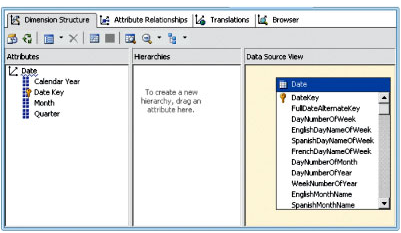 Dimension Structure Attribute Relationships Translations Browser
Attributes Hierarchies Data Source View
Date
Calendar Year
Date Key
Month
Quarter
To create a new
hierarchy, drag an
attribute here.
Date
DateKey
FullDateAlternateKey
DayNumberOfWeek
EnglishDayNameOfWeek
SpanishDayNameOfWeek
FrenchDayNameOfWeek
DayNumberOfMonth
DayNumberOfYear
WeekNumberOfYear
EnglishMonthName
SpanishMonthName